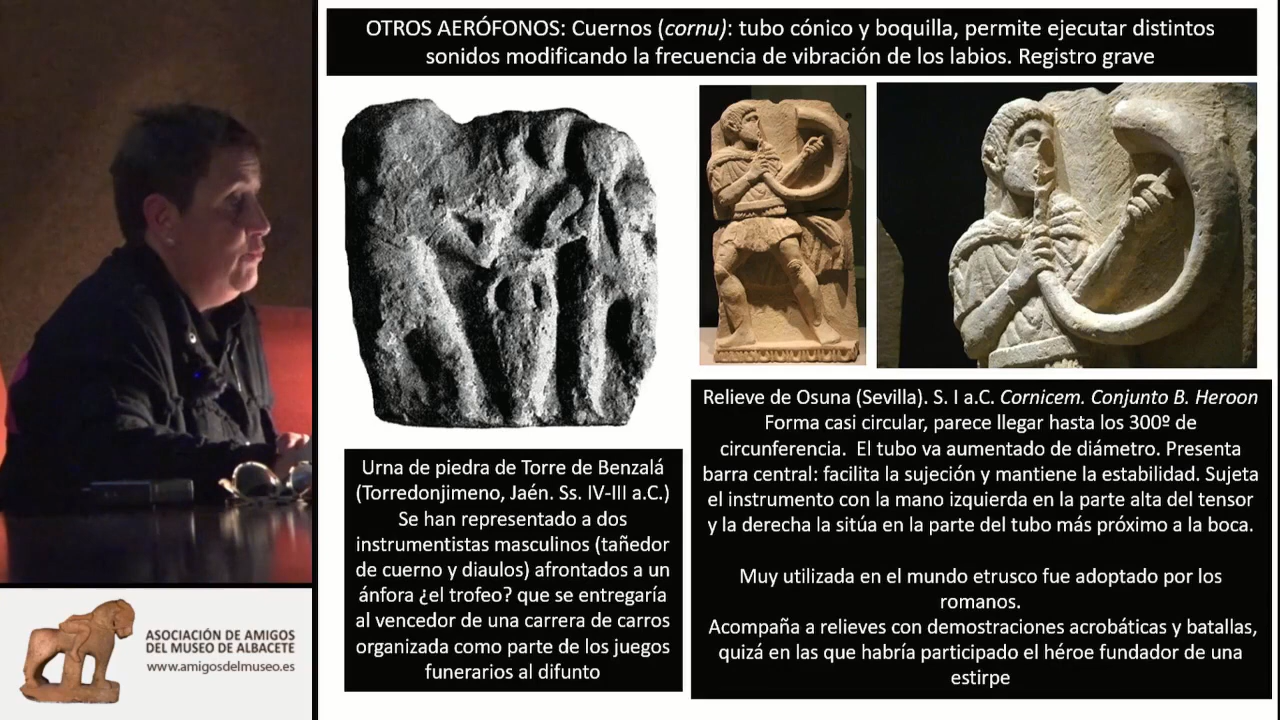 OTROS AERÓFONOS: Cuernos (cornu): tubo cónico y boquilla, permite ejecutar distintos
sonidos modificando la frecuencia de vibración de los labios. Registro grave
Urna de piedra de Torre de Benzalá
(Torredonjimeno, Jaén. Ss. IV-III a.C.)
Se han representado a dos
instrumentistas masculinos (tañedor
de cuerno y diaulos) afrontados a un
ánfora ¿el trofeo? que se entregaría
al vencedor de una carrera de carros
organizada como parte de los juegos
funerarios al difunto
Relieve de Osuna (Sevilla). S. I a.C. Cornicem. Conjunto B. Heroon
Forma casi circular, parece llegar hasta los 300º de
circunferencia. El tubo va aumentado de diámetro. Presenta
barra central: facilita la sujeción y mantiene la estabilidad. Sujeta
el instrumento con la mano izquierda en la parte alta del tensor
y la derecha la sitúa en la parte del tubo más próximo a la boca.
Muy utilizada en el mundo etrusco fue adoptado por los
romanos.
Acompaña a relieves con demostraciones acrobáticas y batallas,
quizá en las que habría participado el héroe fundador de una
estirpe
ASOCIACIÓN DE AMIGOS
DEL MUSEO DE ALBACETE
www.amigosdelmuseo.es